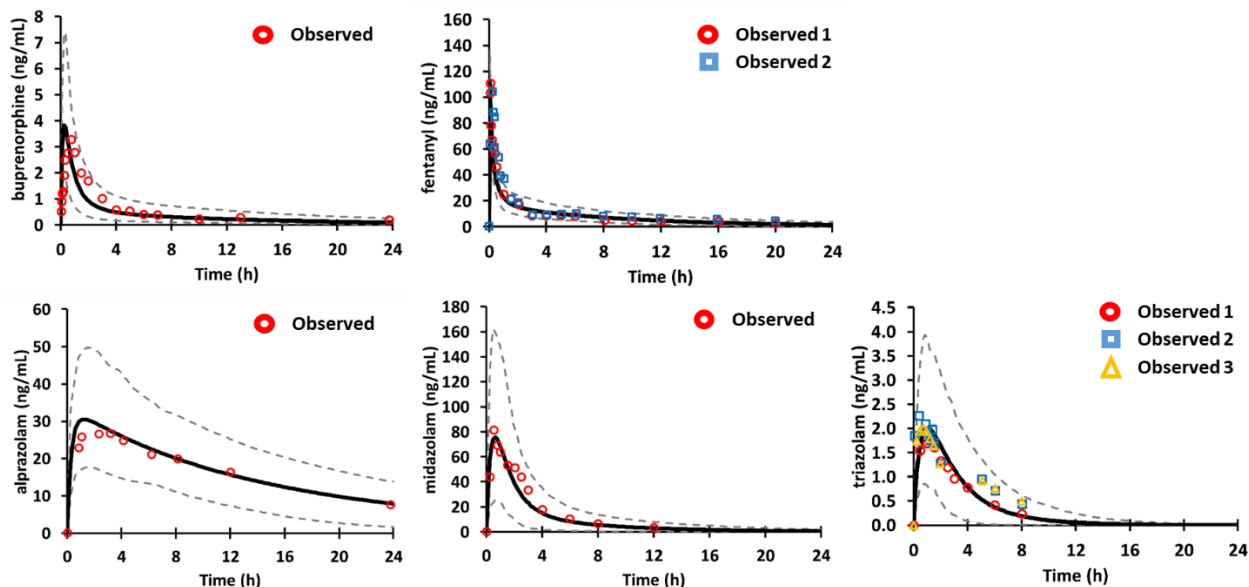 buprenorphine (ng/mL)
8
7
6
5
4
3
2
1
0
0 4 8 12 16 20 24
Time (h)
Observed
fentanyl (ng/mL)
160
140
120
100
80
60
40
20
0
0 4 8 12 16 20 24
Time (h)
Observed 1
Observed 2
alprazolam (ng/mL)
60
50
40
30
20
10
0
0 4 8 12 16 20 24
Time (h)
Observed
midazolam (ng/mL)
180
160
140
120
100
80
60
40
20
0
0 4 8 12 16 20 24
Time (h)
Observed
triazolam (ng/mL)
4.5
4.0
3.5
3.0
2.5
2.0
1.5
1.0
0.5
0.0
0 4 8 12 16 20 24
Time (h)
Observed 1
Observed 2
Observed 3